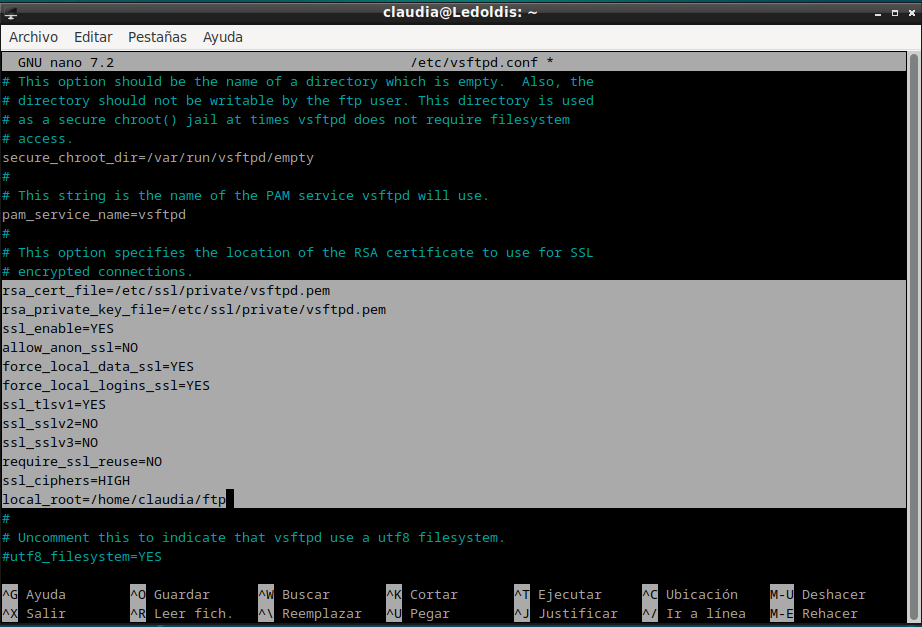 claudia@Ledoldis: ~
Archivo Editar Pestañas Ayuda
GNU nano 7.2 /etc/vsftpd.conf *
# This option should be the name of a directory which is empty.  Also, the
# directory should not be writable by the ftp user. This directory is used
# as a secure chroot() jail at times vsftpd does not require filesystem
# access.
secure_chroot_dir=/var/run/vsftpd/empty
#
# This string is the name of the PAM service vsftpd will use.
pam_service_name=vsftpd
#
# This option specifies the location of the RSA certificate to use for SSL
# encrypted connections.
rsa_cert_file=/etc/ssl/private/vsftpd.pem
rsa_private_key_file=/etc/ssl/private/vsftpd.pem
ssl_enable=YES
allow_anon_ssl=NO
force_local_data_ssl=YES
force_local_logins_ssl=YES
ssl_tlsv1=YES
ssl_sslv2=NO
ssl_sslv3=NO
require_ssl_reuse=NO
ssl_ciphers=HIGH
local_root=/home/claudia/ftp
#
# Uncomment this to indicate that vsftpd use a utf8 filesystem.
#utf8_filesystem=YES
^G Ayuda ^O Guardar ^W Buscar ^K Cortar ^T Ejecutar ^C Ubicación M-U Deshacer
^X Salir ^R Leer fich. ^\ Reemplazar ^U Pegar ^J Justificar ^/ Ir a línea M-E Rehacer